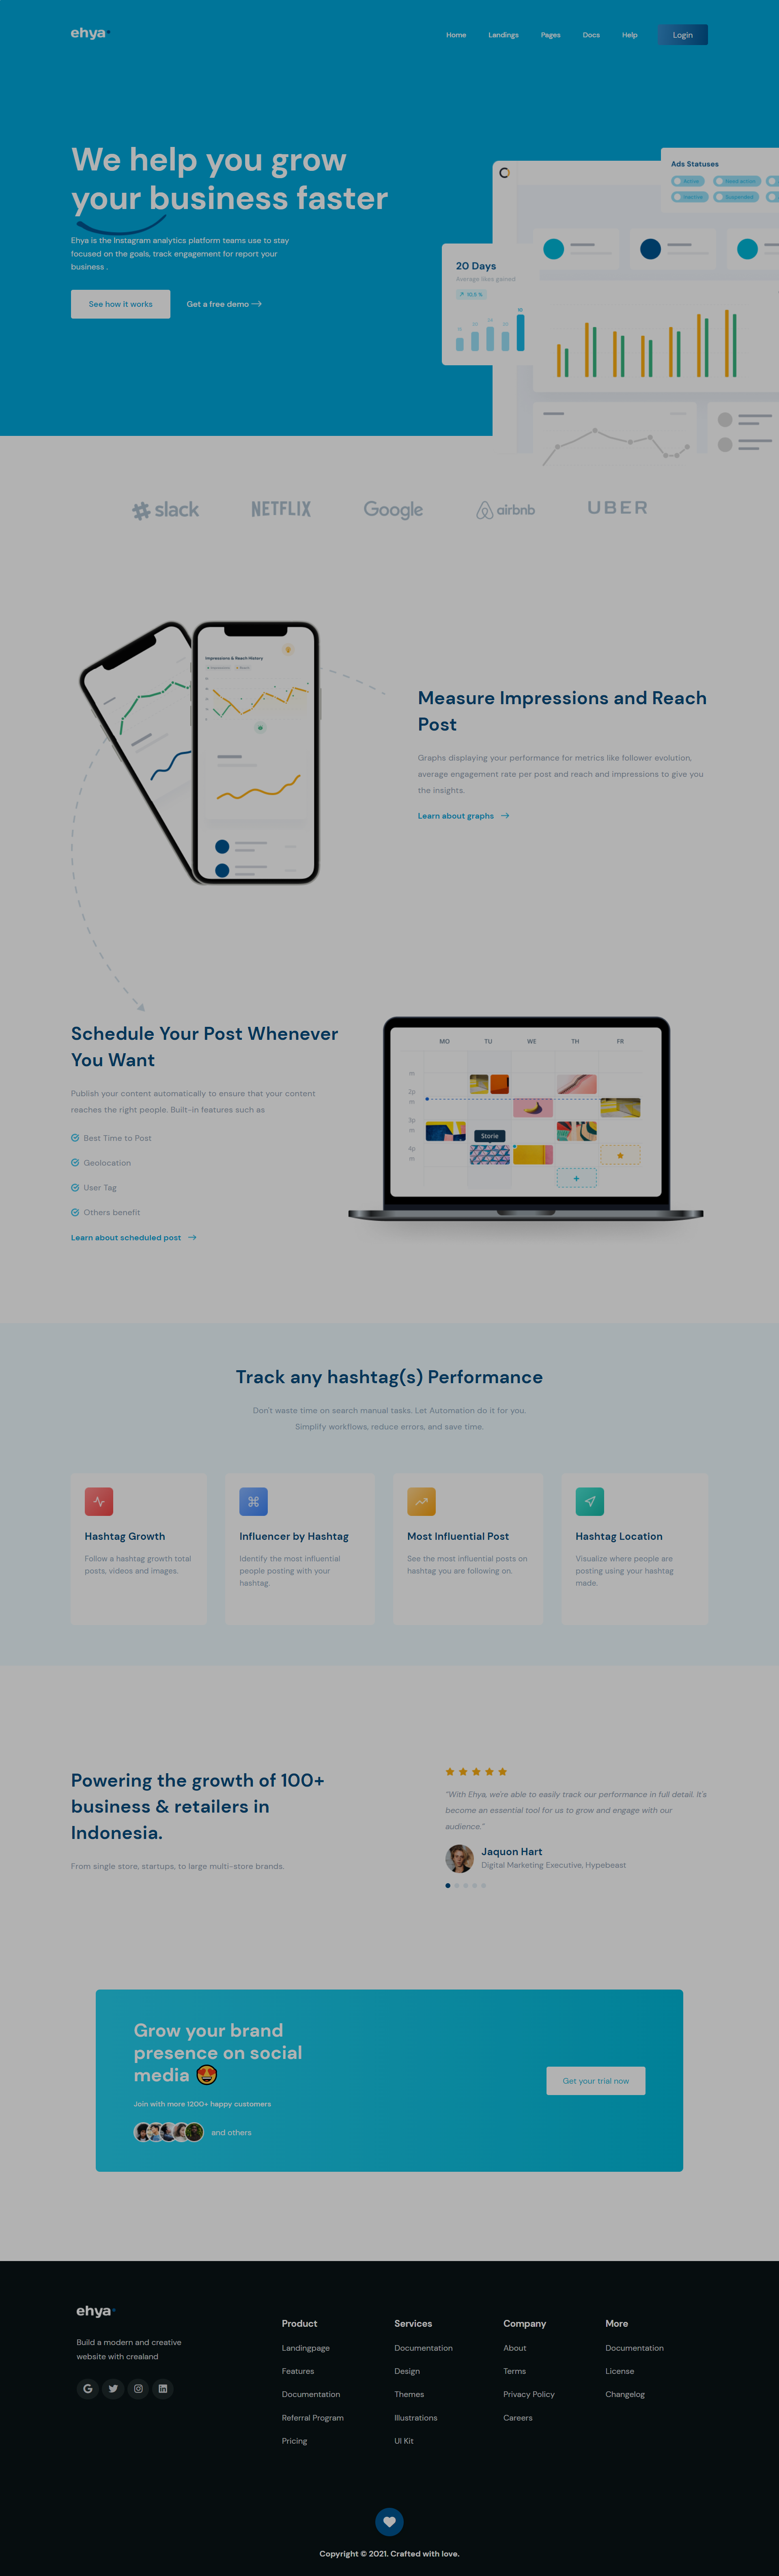 ehya
Home Landings Pages Docs Help Login
We help you grow
your business faster
Ehya is the Instagram analytics platform teams use to stay
focused on the goals, track engagement for report your
business .
See how it works Get a free demo
Ads Statuses
Active Need action
Inactive Suspended
20 Days
Average likes gained
slack NETFLIX Google airbnb UBER
Impressions & Reach History
Measure Impressions and Reach
Post
Graphs displaying your performance for metrics like follower evolution,
average engagement rate per post and reach and impressions to give you
the insights.
Learn about graphs
Schedule Your Post Whenever
You Want
Publish your content automatically to ensure that your content
reaches the right people. Built-in features such as
Best Time to Post
Geolocation
User Tag
Others benefit
Learn about scheduled post
MO TU WE TH FR
m
2p
m
3p
m
4p
m
Storie
Track any hashtag(s) Performance
Don't waste time on search manual tasks. Let Automation do it for you.
Simplify workflows, reduce errors, and save time.
Hashtag Growth
Follow a hashtag growth total
posts, videos and images.
Influencer by Hashtag
Identify the most influential
people posting with your
hashtag.
Most Influential Post
See the most influential posts on
hashtag you are following on.
Hashtag Location
Visualize where people are
posting using your hashtag
made.
Powering the growth of 100+
business & retailers in
Indonesia.
From single store, startups, to large multi-store brands.
"With Ehya, we're able to easily track our performance in full detail. It's
become an essential tool for us to grow and engage with our
audience."
Jaquon Hart
Digital Marketing Executive, Hypebeast
Grow your brand
presence on social
media
Join with more 1200+ happy customers
and others
Get your trial now
ehya
Build a modern and creative
website with crealand
Product
Landingpage
Features
Documentation
Referral Program
Pricing
Services
Documentation
Design
Themes
Illustrations
UI Kit
Company
About
Terms
Privacy Policy
Careers
More
Documentation
License
Changelog
Copyright © 2021. Crafted with love.